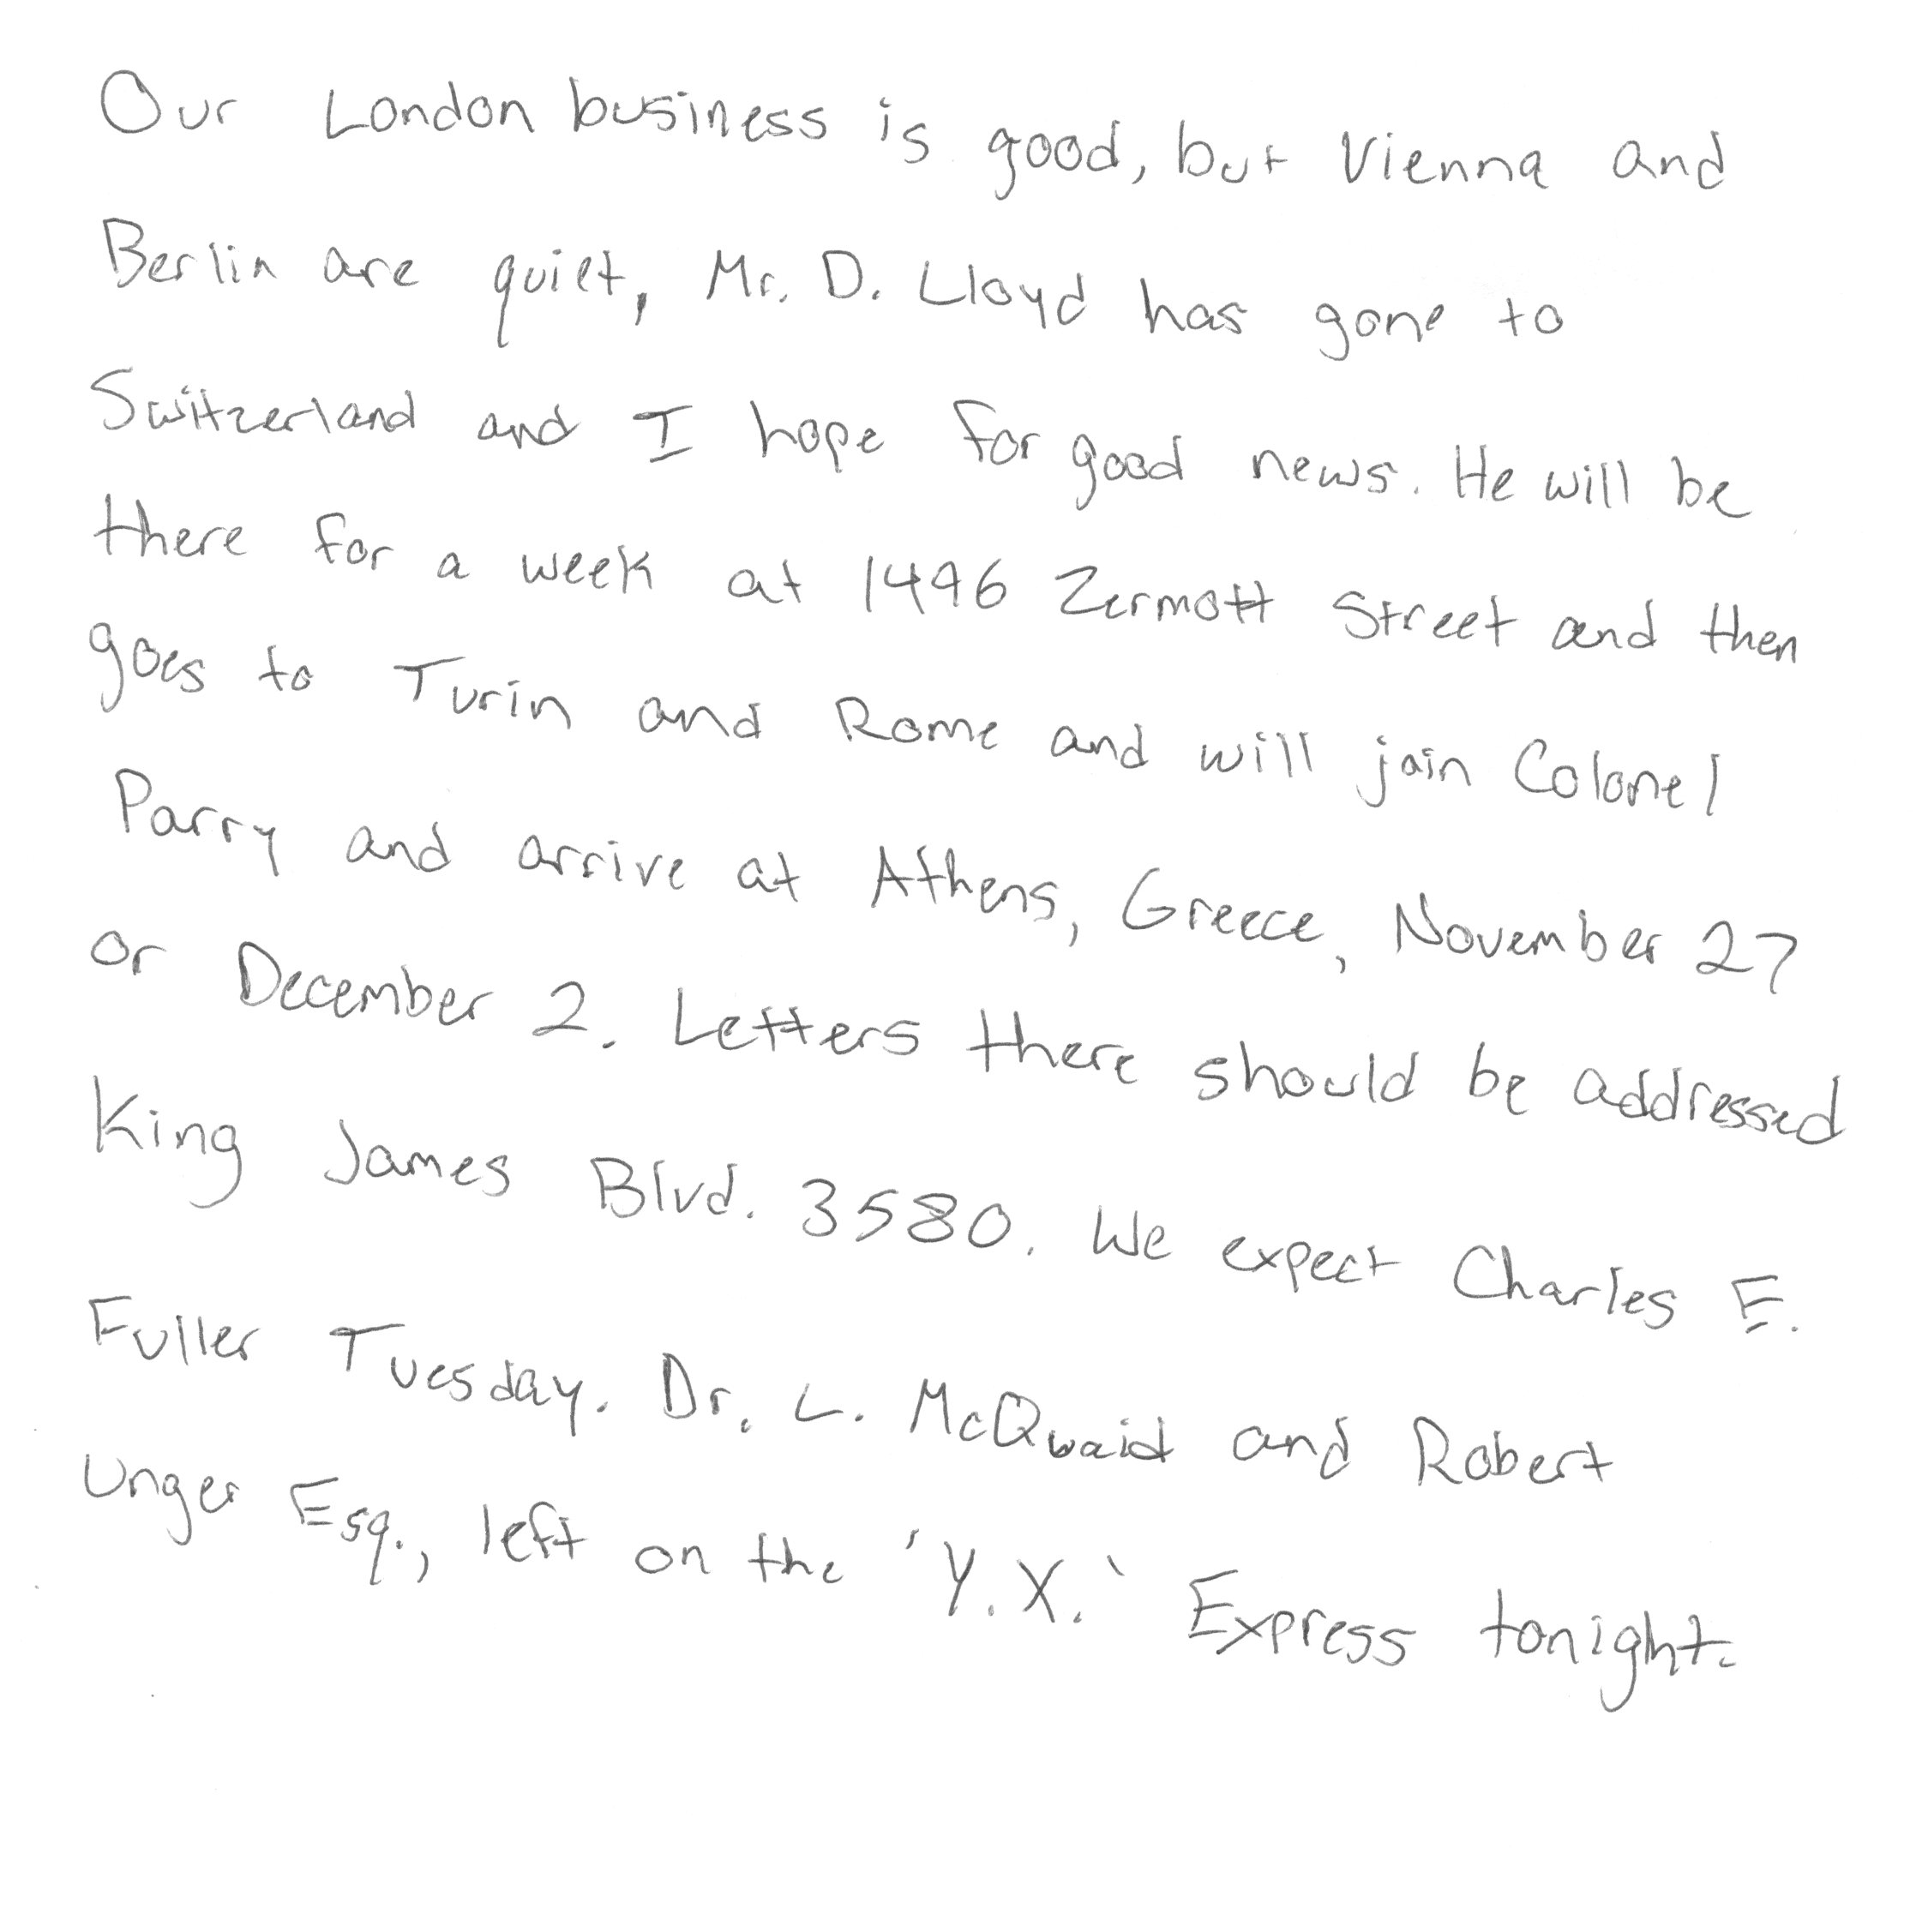 Our London business is good, but Vienna and
Berlin are quiet, Mr. D. Lloyd has gone to
Switzerland and I hope for good news. He will be
there for a week at 1496 Zermott Street and then
goes to Turin and Rome and will join Colonel
Parry and arrive at Athens, Greece, November 27
or December 2. Letters there should be addressed
King James Blvd. 3580. We expect Charles E.
Fuller Tuesday. Dr. L. McQuaid and Robert
Unger Esq., left on the 'Y.X.' Express tonight.